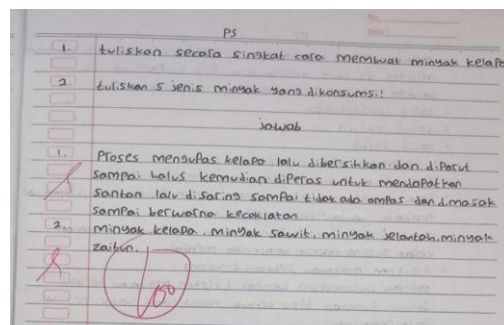 PS
1. tuliskan secara singkat cara membuat minyak kelapa
2. tuliskan 5 jenis minyak yang dikonsumsi!
jawab
1. Proses mengupas kelapa lalu dibersihkan dan diparut
sampai halus kemudian diperas untuk mendapatkan
santan lalu disaring sampai tidak ada ampas dan dimasak
sampai berwarna kecoklatan
2. minyak kelapa, minyak sawit, minyak jelantah, minyak
zaitun.
100